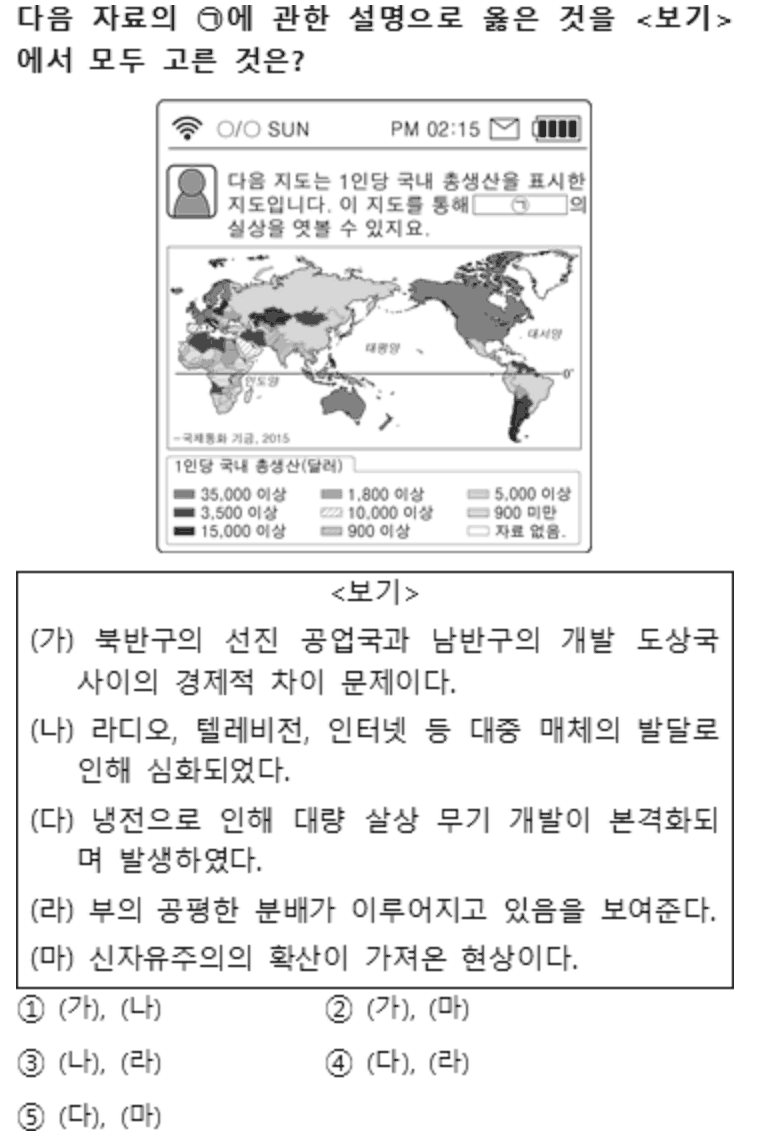 다음 자료의 ㉠에 관한 설명으로 옳은 것을 <보기>
에서 모두 고른 것은?
○/○ SUN PM 02:15
다음 지도는 1인당 국내 총생산을 표시한
지도입니다. 이 지도를 통해 ㉠ 의
실상을 엿볼 수 있지요.
대서양
태평양
0°
인도양
-국제통화 기금, 2015
1인당 국내 총생산(달러)
35,000 이상 1,800 이상 5,000 이상
3,500 이상 10,000 이상 900 미만
15,000 이상 900 이상 자료 없음.
<보기>
(가) 북반구의 선진 공업국과 남반구의 개발 도상국
사이의 경제적 차이 문제이다.
(나) 라디오, 텔레비전, 인터넷 등 대중 매체의 발달로
인해 심화되었다.
(다) 냉전으로 인해 대량 살상 무기 개발이 본격화되
며 발생하였다.
(라) 부의 공평한 분배가 이루어지고 있음을 보여준다.
(마) 신자유주의의 확산이 가져온 현상이다.
① (가), (나) ② (가), (마)
③ (나), (라) ④ (다), (라)
⑤ (다), (마)